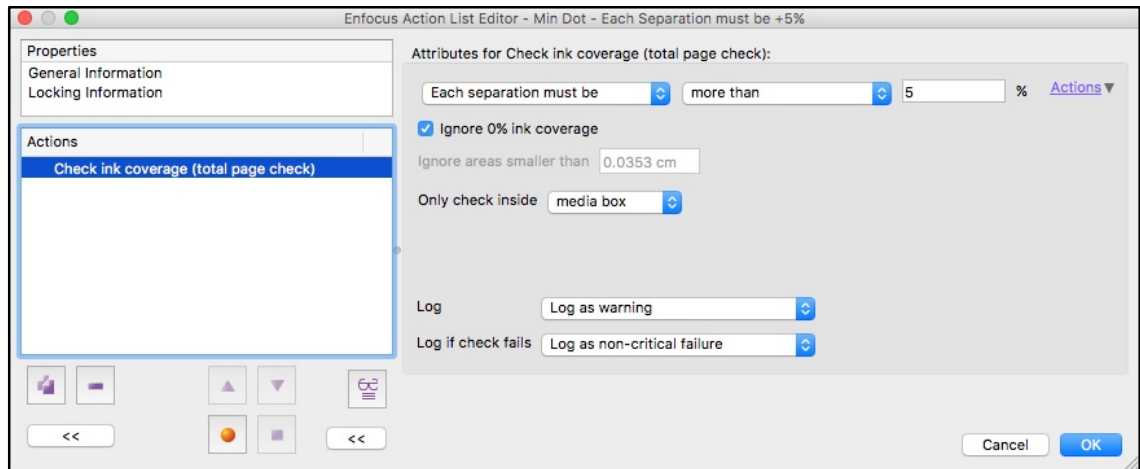 Enfocus Action List Editor - Min Dot - Each Separation must be +5%
Properties
General Information
Locking Information
Actions
Check ink coverage (total page check)
<<
<<
Attributes for Check ink coverage (total page check):
Each separation must be more than 5 % Actions▼
Ignore 0% ink coverage
Ignore areas smaller than 0.0353 cm
Only check inside media box
Log Log as warning
Log if check fails Log as non-critical failure
Cancel OK